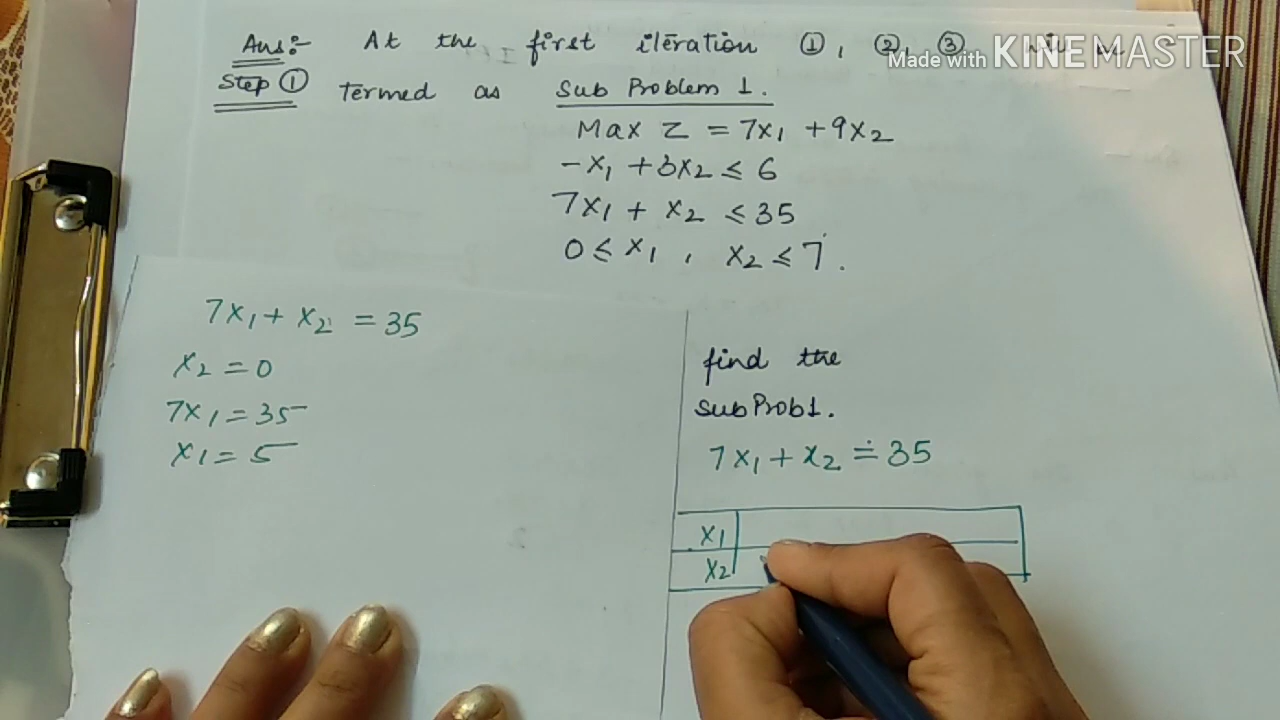 Ans:- At the first iteration ①, ②, ③
Made with KINEMASTER
Step ① termed as Sub Problem 1.
Max Z = 7x₁ + 9x₂
-x₁ + 3x₂ ≤ 6
7x₁ + x₂ ≤ 35
0 ≤ x₁ , x₂ ≤ 7.
7x₁ + x₂ = 35
x₂ = 0
7x₁ = 35
x₁ = 5
find the
subProb1.
7x₁ + x₂ = 35
x₁
x₂